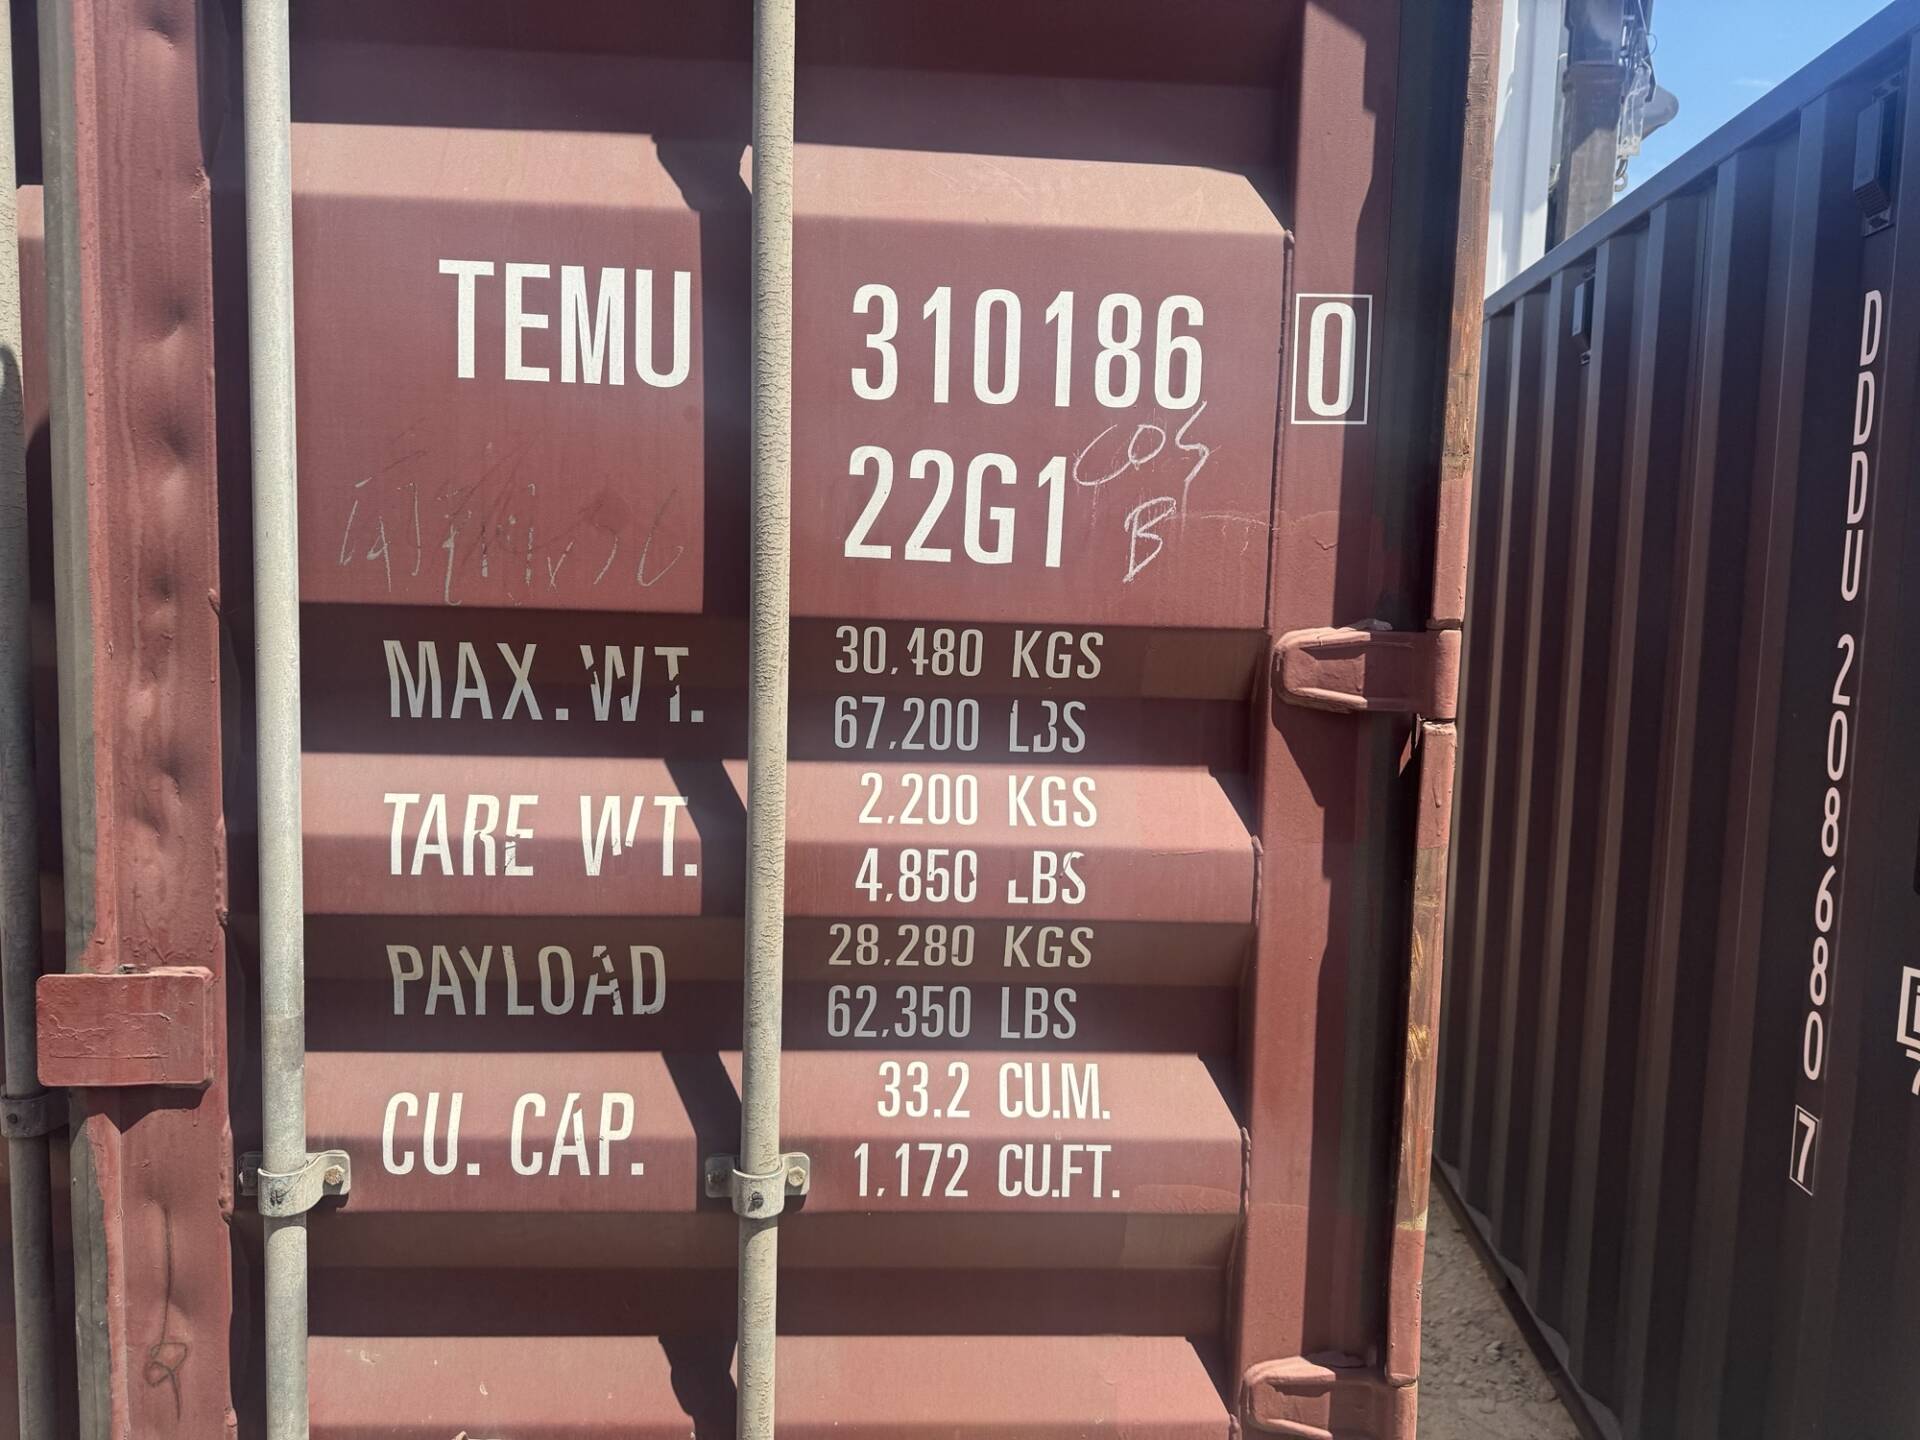 TEMU 310186 0
22G1
COS
B
MAX.WT. 30,480 KGS
67,200 LBS
TARE WT. 2,200 KGS
4,850 LBS
PAYLOAD 28,280 KGS
62,350 LBS
CU. CAP. 33.2 CU.M.
1,172 CU.FT.
DDDU 208680 7